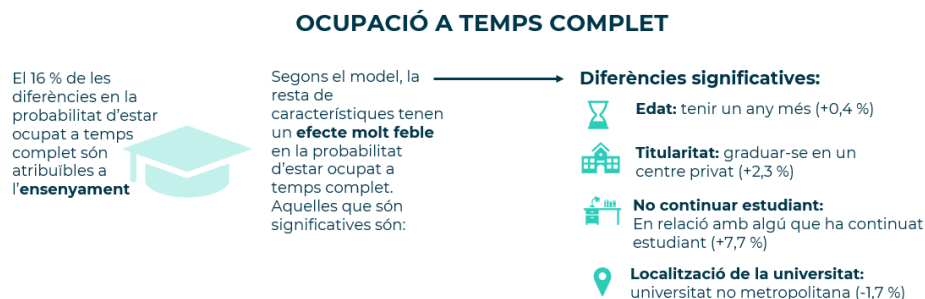 OCUPACIÓ A TEMPS COMPLET
El 16 % de les
diferències en la
probabilitat d'estar
ocupat a temps
complet són
atribuïbles a
l'ensenyament
Segons el model, la
resta de
característiques tenen
un efecte molt feble
en la probabilitat
d'estar ocupat a
temps complet.
Aquelles que són
significatives són:
Diferències significatives:
Edat: tenir un any més (+0,4 %)
Titularitat: graduar-se en un
centre privat (+2,3 %)
No continuar estudiant:
En relació amb algú que ha continuat
estudiant (+7,7 %)
Localització de la universitat:
universitat no metropolitana (-1,7 %)